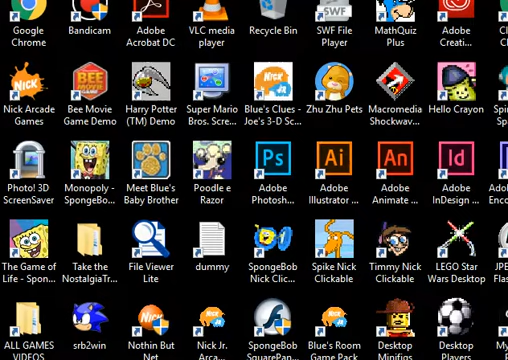 Google Chrome
Bandicam
Adobe Acrobat DC
VLC media player
Recycle Bin
SWF File Player
MathQuiz Plus
Adobe Creati...
Nick Arcade Games
Bee Movie Game Demo
Harry Potter (TM) Demo
Super Mario Bros. Scre...
Blue's Clues - Joe's 3-D Sc...
Zhu Zhu Pets
Macromedia Shockwav...
Hello Crayon
Photo! 3D ScreenSaver
Monopoly - SpongeBo...
Meet Blue's Baby Brother
Poodle e Razor
Adobe Photosh...
Adobe Illustrator ...
Adobe Animate ...
Adobe InDesign ...
The Game of Life - Spon...
Take the NostalgiaTr...
File Viewer Lite
dummy
SpongeBob Nick Clic...
Spike Nick Clickable
Timmy Nick Clickable
LEGO Star Wars Desktop
ALL GAMES VIDEOS
srb2win
Nothin But Net
Nick Jr. Arca...
SpongeBob SquarePan...
Blue's Room Game Pack
Desktop Minifigs
Desktop Players